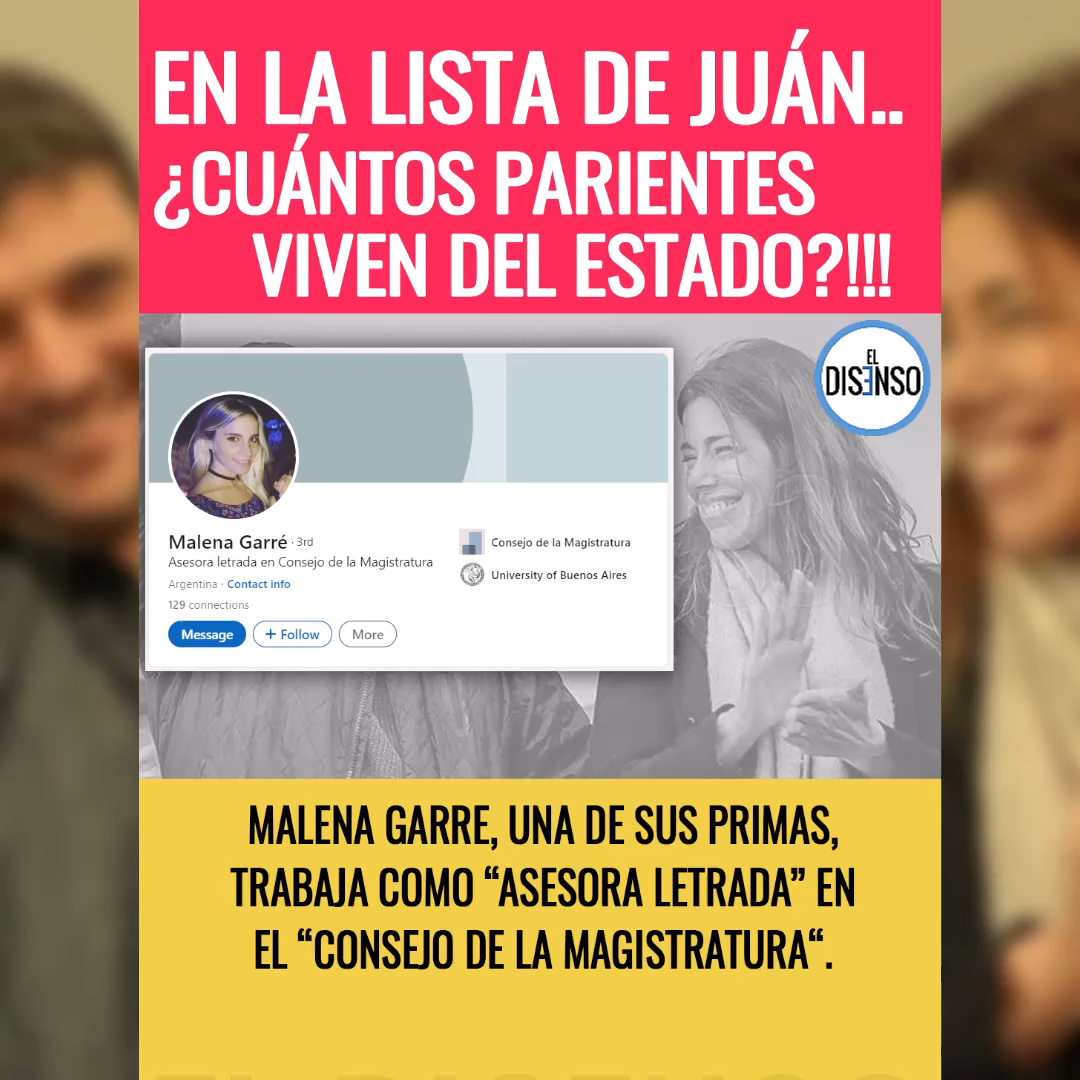 EN LA LISTA DE JUÁN..
¿CUÁNTOS PARIENTES
VIVEN DEL ESTADO?!!!
EL
DISENSO
Malena Garré · 3rd
Asesora letrada en Consejo de la Magistratura
Argentina · Contact info
129 connections
Message
+ Follow
More
Consejo de la Magistratura
University of Buenos Aires
MALENA GARRE, UNA DE SUS PRIMAS,
TRABAJA COMO “ASESORA LETRADA” EN
EL “CONSEJO DE LA MAGISTRATURA“.